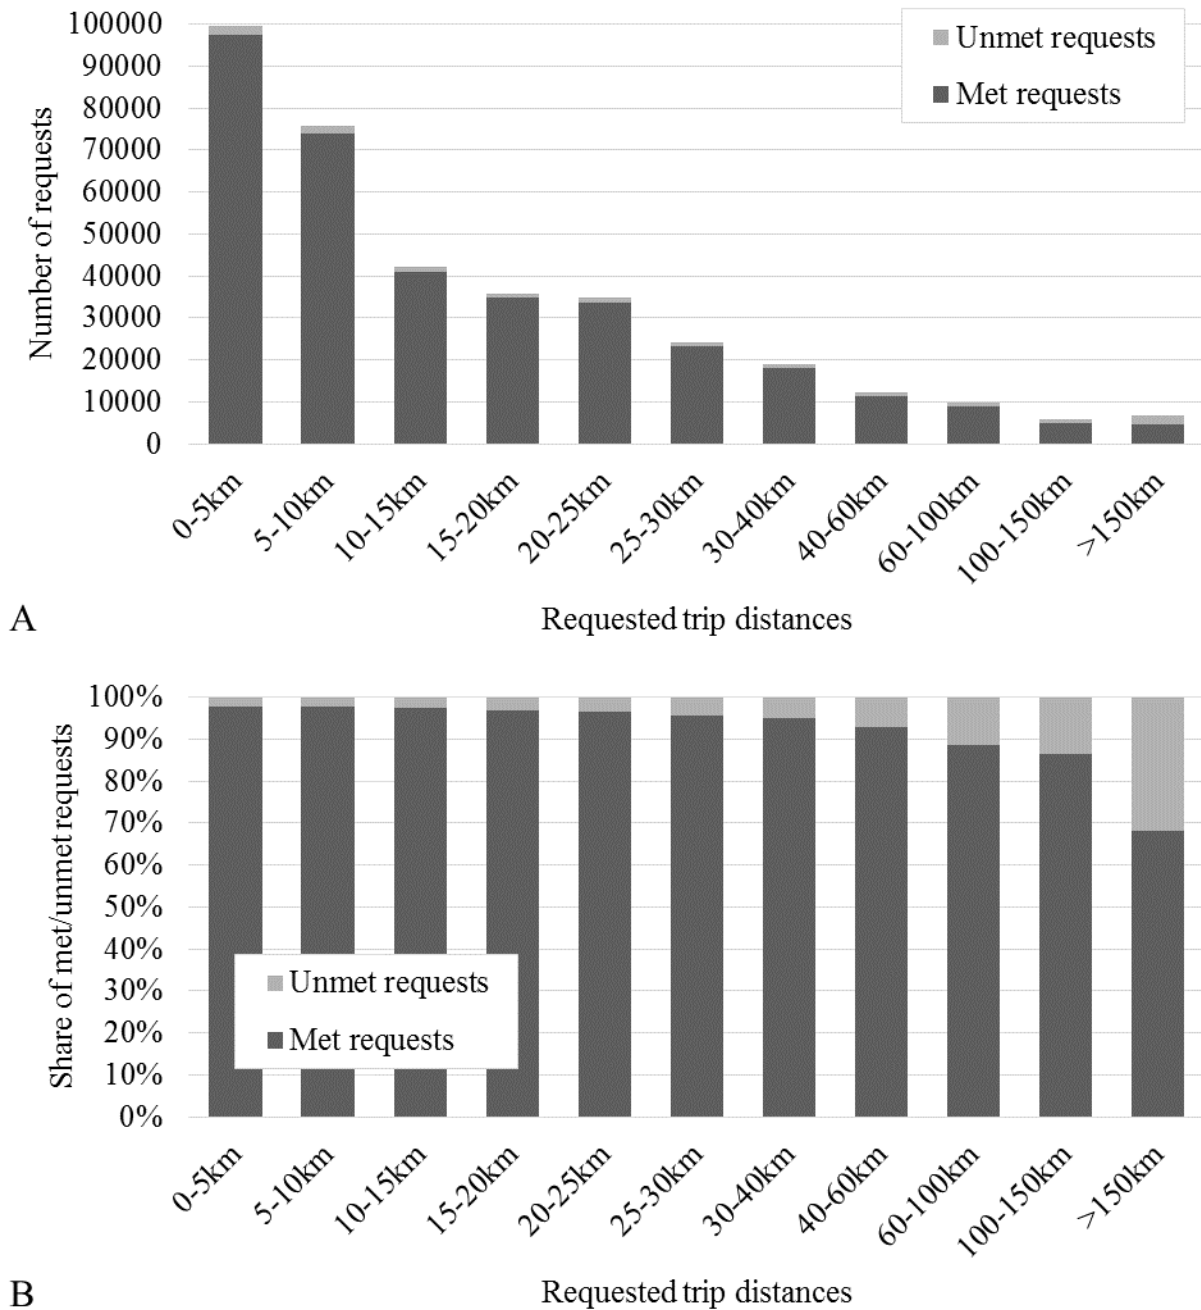 100000
90000
80000
70000
60000
50000
40000
30000
20000
10000
0
Number of requests
Unmet requests
Met requests
0-5km
5-10km
10-15km
15-20km
20-25km
25-30km
30-40km
40-60km
60-100km
100-150km
>150km
A
Requested trip distances
100%
90%
80%
70%
60%
50%
40%
30%
20%
10%
0%
Share of met/unmet requests
Unmet requests
Met requests
0-5km
5-10km
10-15km
15-20km
20-25km
25-30km
30-40km
40-60km
60-100km
100-150km
>150km
B
Requested trip distances